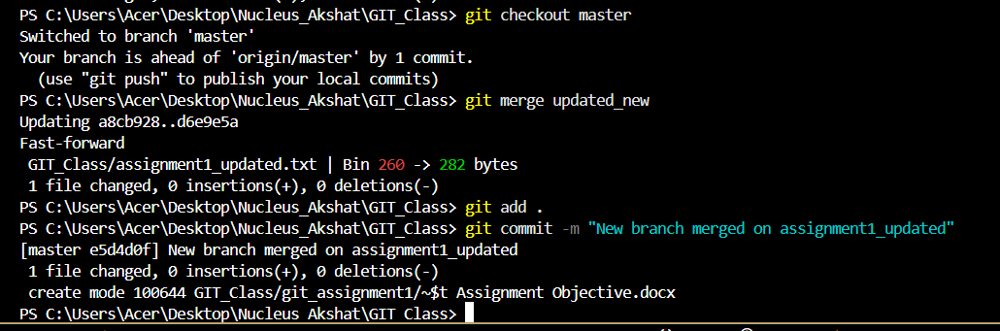 PS C:\Users\Acer\Desktop\Nucleus_Akshat\GIT_Class> git checkout master
Switched to branch 'master'
Your branch is ahead of 'origin/master' by 1 commit.
  (use "git push" to publish your local commits)
PS C:\Users\Acer\Desktop\Nucleus_Akshat\GIT_Class> git merge updated_new
Updating a8cb928..d6e9e5a
Fast-forward
 GIT_Class/assignment1_updated.txt | Bin 260 -> 282 bytes
 1 file changed, 0 insertions(+), 0 deletions(-)
PS C:\Users\Acer\Desktop\Nucleus_Akshat\GIT_Class> git add .
PS C:\Users\Acer\Desktop\Nucleus_Akshat\GIT_Class> git commit -m "New branch merged on assignment1_updated"
[master e5d4d0f] New branch merged on assignment1_updated
 1 file changed, 0 insertions(+), 0 deletions(-)
 create mode 100644 GIT_Class/git_assignment1/~$t Assignment Objective.docx
PS C:\Users\Acer\Desktop\Nucleus_Akshat\GIT_Class>